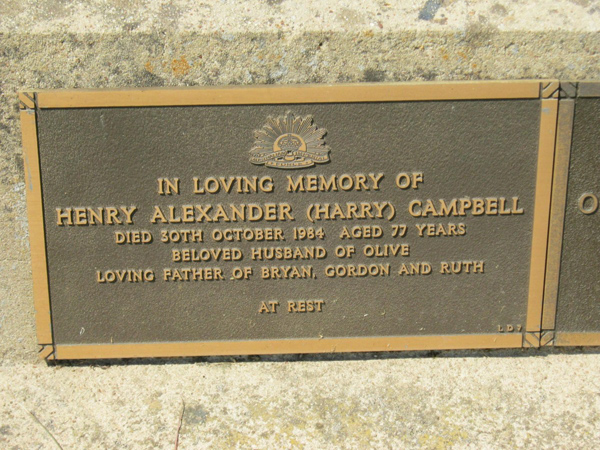 IN LOVING MEMORY OF
HENRY ALEXANDER (HARRY) CAMPBELL
DIED 30TH OCTOBER 1984 AGED 77 YEARS
BELOVED HUSBAND OF OLIVE
LOVING FATHER OF BRYAN, GORDON AND RUTH
AT REST
L D 7
O